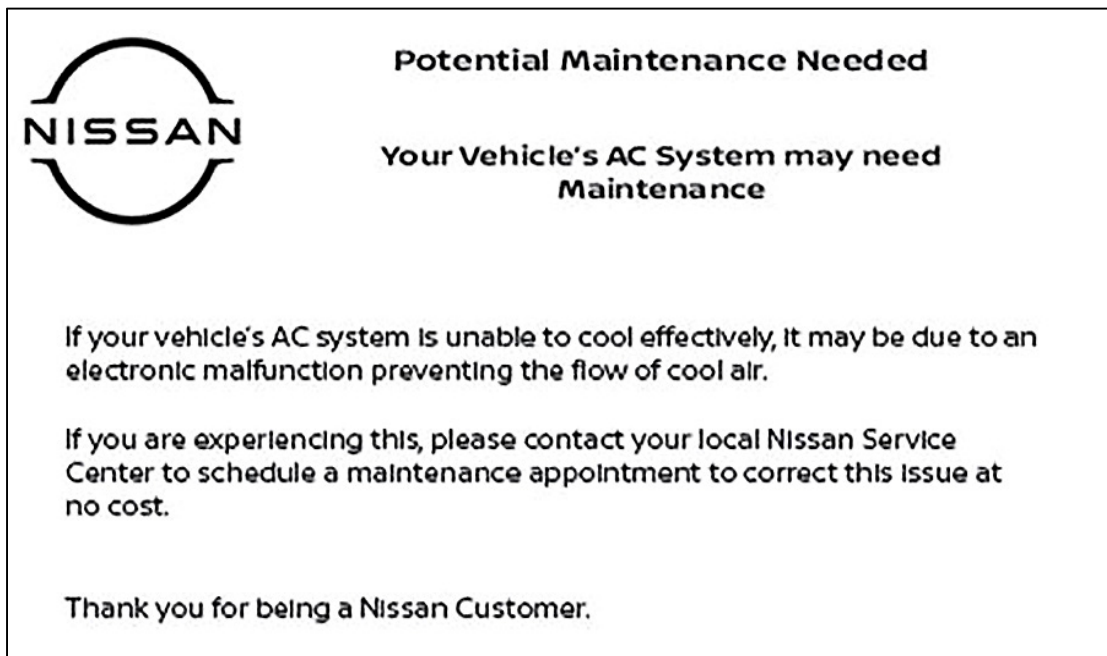 NISSAN
Potential Maintenance Needed
Your Vehicle's AC System may need
Maintenance
If your vehicle's AC system is unable to cool effectively, it may be due to an
electronic malfunction preventing the flow of cool air.
If you are experiencing this, please contact your local Nissan Service
Center to schedule a maintenance appointment to correct this issue at
no cost.
Thank you for being a Nissan Customer.